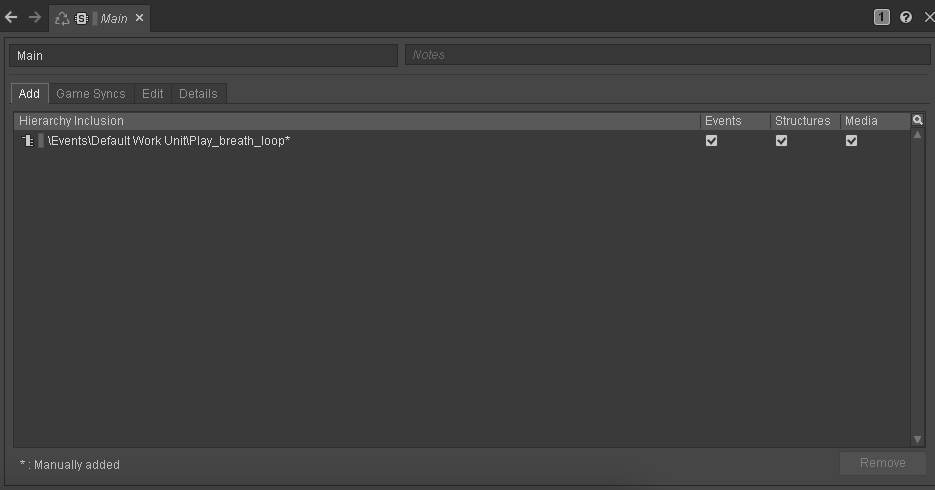 Main
1
?
Main
Notes
Add Game Syncs Edit Details
Hierarchy Inclusion Events Structures Media
\Events\Default Work Unit\Play_breath_loop*
* : Manually added
Remove